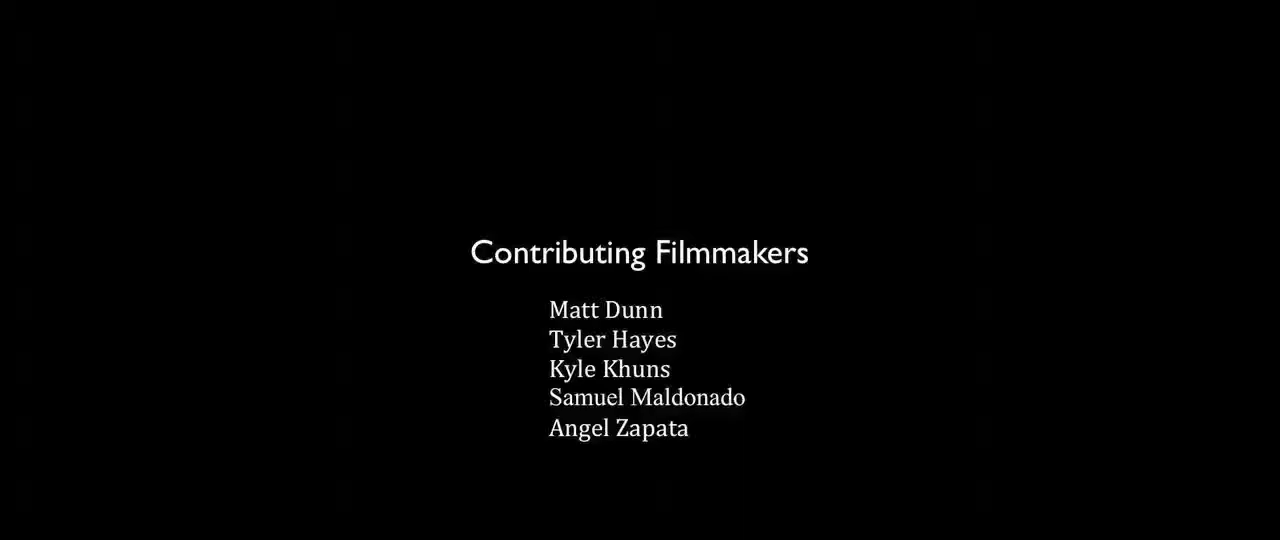 Contributing Filmmakers
Matt Dunn
Tyler Hayes
Kyle Khuns
Samuel Maldonado
Angel Zapata